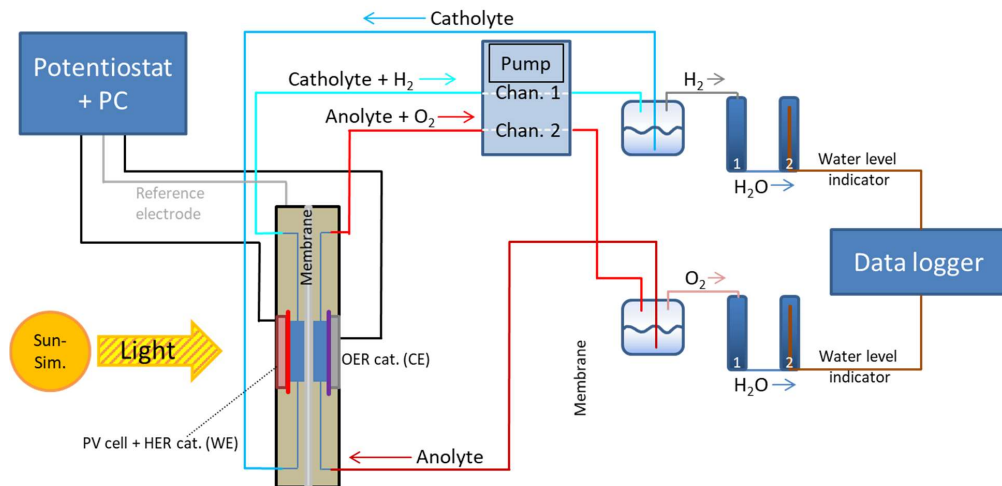 Catholyte
Potentiostat
+ PC
Pump
Catholyte + H₂
Chan. 1
H₂
Anolyte + O₂
Chan. 2
1
2
Water level
indicator
H₂O
Reference
electrode
Membrane
Data logger
O₂
Sun-
Sim.
Light
OER cat. (CE)
1
2
Water level
indicator
H₂O
Membrane
PV cell + HER cat. (WE)
Anolyte